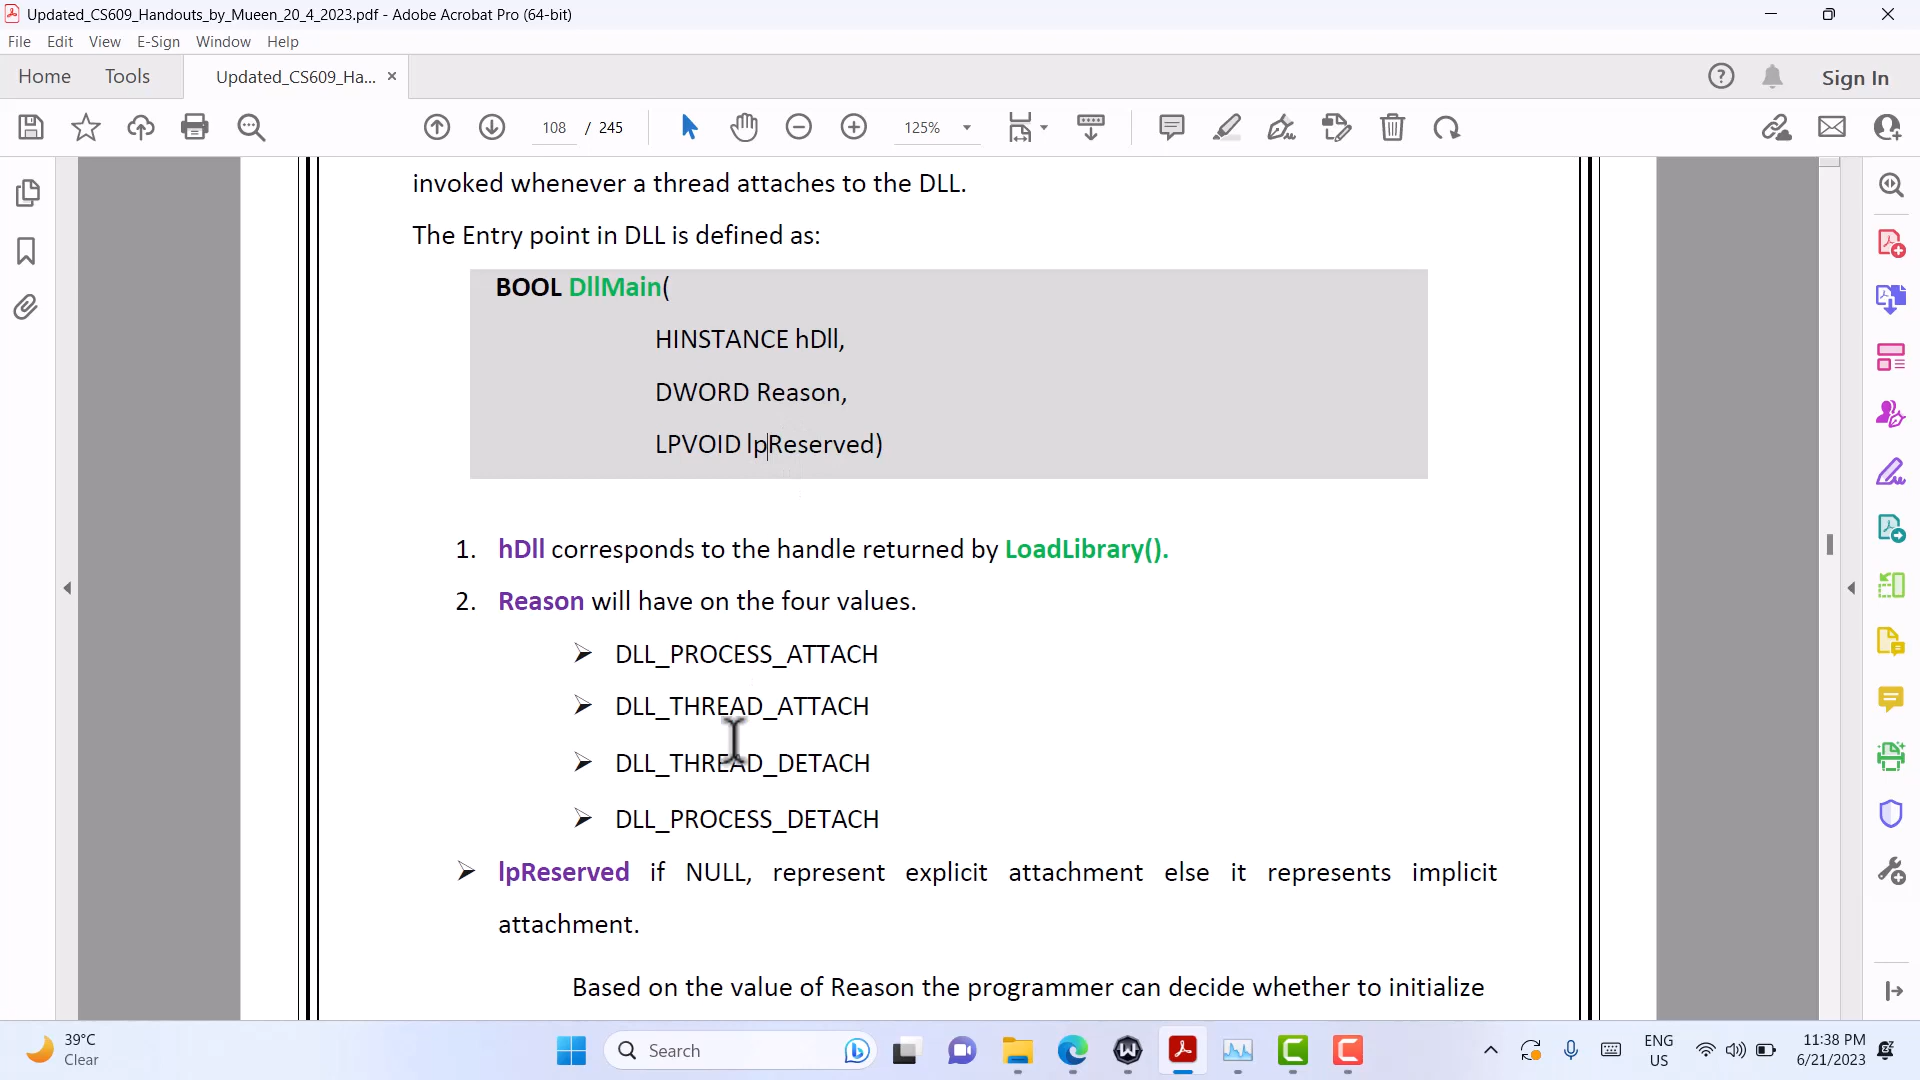 Updated_CS609_Handouts_by_Mueen_20_4_2023.pdf - Adobe Acrobat Pro (64-bit)
File Edit View E-Sign Window Help
Home Tools Updated_CS609_Ha... × Sign In
108 / 245 125%
invoked whenever a thread attaches to the DLL.
The Entry point in DLL is defined as:
BOOL DllMain(
HINSTANCE hDll,
DWORD Reason,
LPVOID lpReserved)
1. hDll corresponds to the handle returned by LoadLibrary().
2. Reason will have on the four values.
➢ DLL_PROCESS_ATTACH
➢ DLL_THREAD_ATTACH
➢ DLL_THREAD_DETACH
➢ DLL_PROCESS_DETACH
➢ lpReserved if NULL, represent explicit attachment else it represents implicit
attachment.
Based on the value of Reason the programmer can decide whether to initialize
39°C
Clear
Search
ENG
US
11:38 PM
6/21/2023